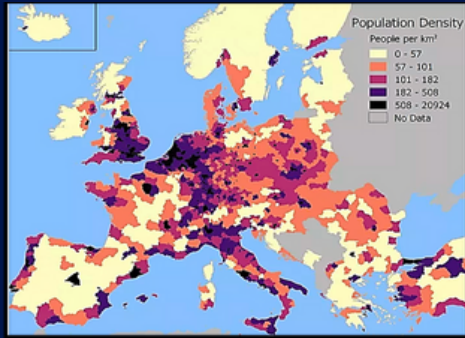 Population Density
People per km²
0 - 57
57 - 101
101 - 182
182 - 508
508 - 20924
No Data